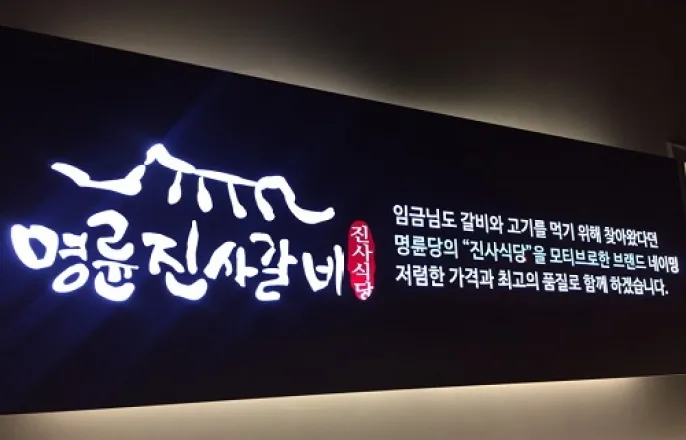 명륜진사갈비
진사식당
임금님도 갈비와 고기를 먹기 위해 찾아왔다던
명륜당의 "진사식당"을 모티브로한 브랜드 네이밍
저렴한 가격과 최고의 품질로 함께 하겠습니다.